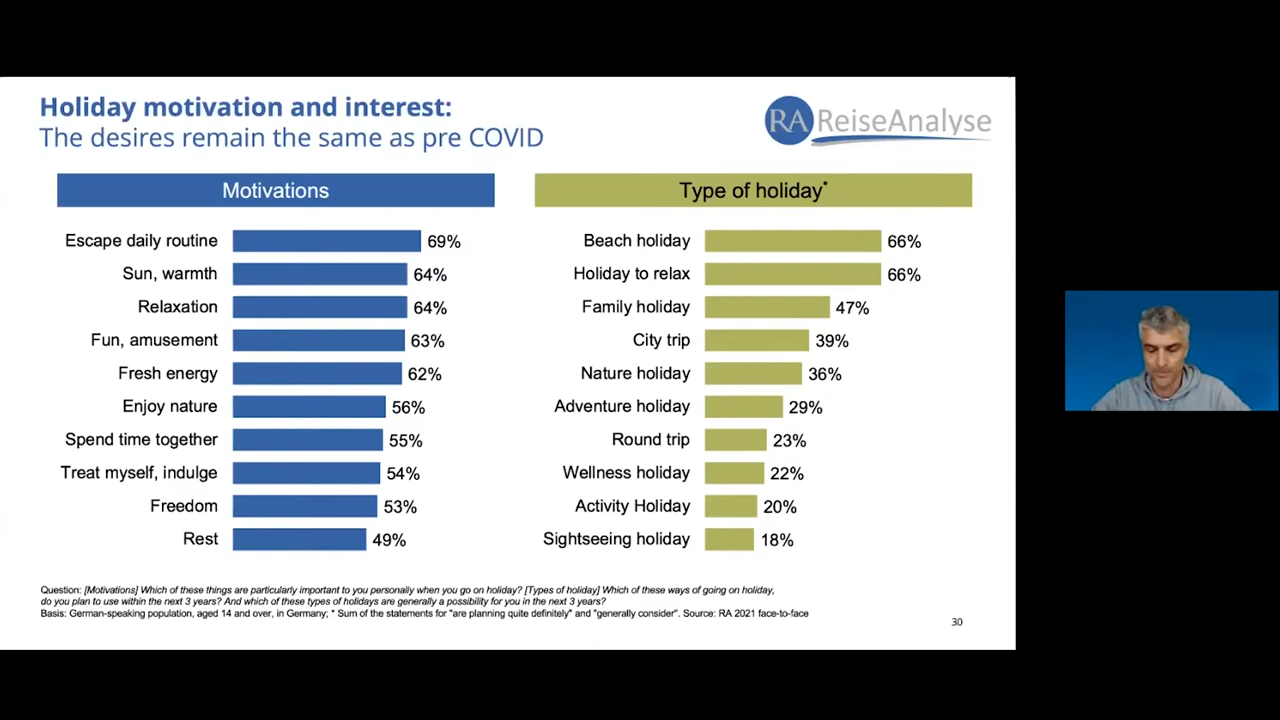 Holiday motivation and interest:
The desires remain the same as pre COVID
RA ReiseAnalyse
Motivations
Escape daily routine 69%
Sun, warmth 64%
Relaxation 64%
Fun, amusement 63%
Fresh energy 62%
Enjoy nature 56%
Spend time together 55%
Treat myself, indulge 54%
Freedom 53%
Rest 49%
Type of holiday*
Beach holiday 66%
Holiday to relax 66%
Family holiday 47%
City trip 39%
Nature holiday 36%
Adventure holiday 29%
Round trip 23%
Wellness holiday 22%
Activity Holiday 20%
Sightseeing holiday 18%
Question: [Motivations] Which of these things are particularly important to you personally when you go on holiday? [Types of holiday] Which of these ways of going on holiday,
do you plan to use within the next 3 years? And which of these types of holidays are generally a possibility for you in the next 3 years?
Basis: German-speaking population, aged 14 and over, in Germany; * Sum of the statements for "are planning quite definitely" and "generally consider". Source: RA 2021 face-to-face
30